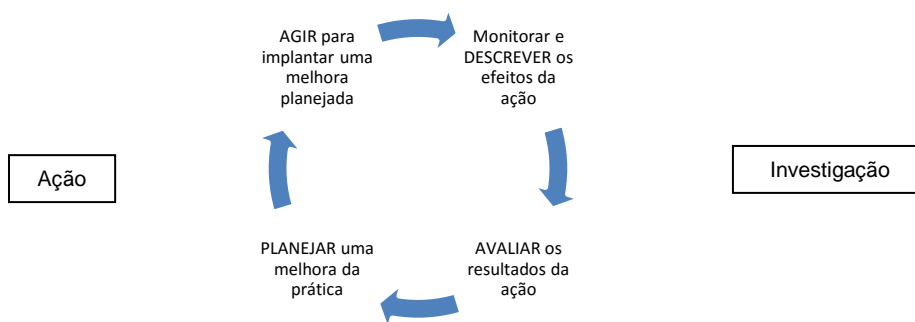 AGIR para
implantar uma
melhora
planejada
Monitorar e
DESCREVER os
efeitos da
ação
Ação
Investigação
PLANEJAR uma
melhora da
prática
AVALIAR os
resultados da
ação